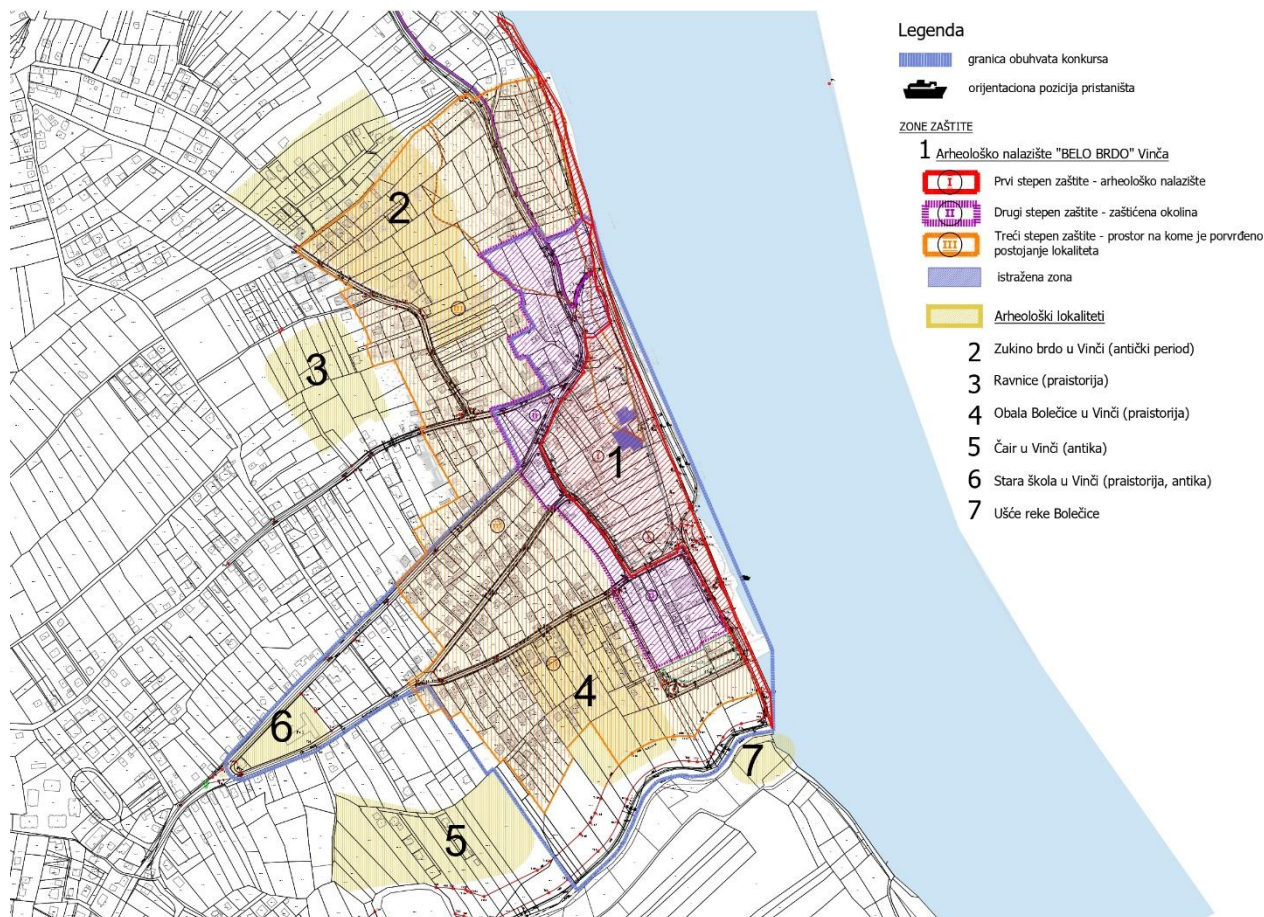 Legenda
granica obuhvata konkursa
orijentaciona pozicija pristaništa
ZONE ZAŠTITE
1 Arheološko nalazište "BELO BRDO" Vinča
I Prvi stepen zaštite - arheološko nalazište
II Drugi stepen zaštite - zaštićena okolina
III Treći stepen zaštite - prostor na kome je porvrđeno
postojanje lokaliteta
istražena zona
Arheološki lokaliteti
2 Zukino brdo u Vinči (antički period)
3 Ravnice (praistorija)
4 Obala Bolečice u Vinči (praistorija)
5 Čair u Vinči (antika)
6 Stara škola u Vinči (praistorija, antika)
7 Ušće reke Bolečice
2
3
1
4
6
7
5